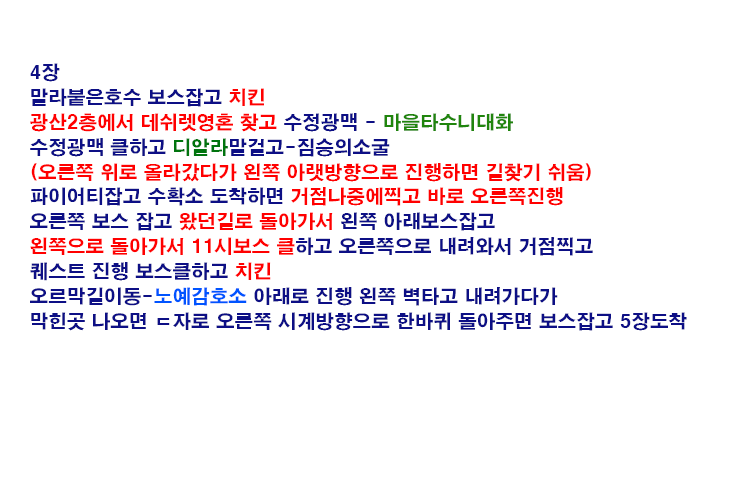 4장
말라붙은호수 보스잡고 치킨
광산2층에서 데쉬렛영혼 찾고 수정광맥 - 마을타수니대화
수정광맥 클하고 디알라말걸고-짐승의소굴
(오른쪽 위로 올라갔다가 왼쪽 아랫방향으로 진행하면 길찾기 쉬움)
파이어티잡고 수확소 도착하면 거점나중에찍고 바로 오른쪽진행
오른쪽 보스 잡고 왔던길로 돌아가서 왼쪽 아래보스잡고
왼쪽으로 돌아가서 11시보스 클하고 오른쪽으로 내려와서 거점찍고
퀘스트 진행 보스클하고 치킨
오르막길이동-노예감호소 아래로 진행 왼쪽 벽타고 내려가다가
막힌곳 나오면 ㄷ자로 오른쪽 시계방향으로 한바퀴 돌아주면 보스잡고 5장도착